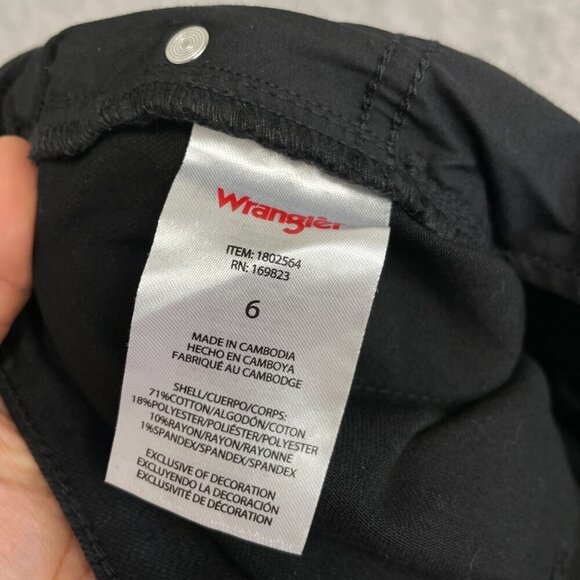 Wrangler
ITEM: 1802564
RN: 169823
6
MADE IN CAMBODIA
HECHO EN CAMBOYA
FABRIQUÉ AU CAMBODGE
SHELL/CUERPO/CORPS:
71%COTTON/ALGODÓN/COTON
18%POLYESTER/POLIÉSTER/POLYESTER
10%RAYON/RAYON/RAYONNE
1%SPANDEX/SPANDEX/SPANDEX
EXCLUSIVE OF DECORATION
EXCLUYENDO LA DECORACIÓN
EXCLUSIVITÉ DE DÉCORATION